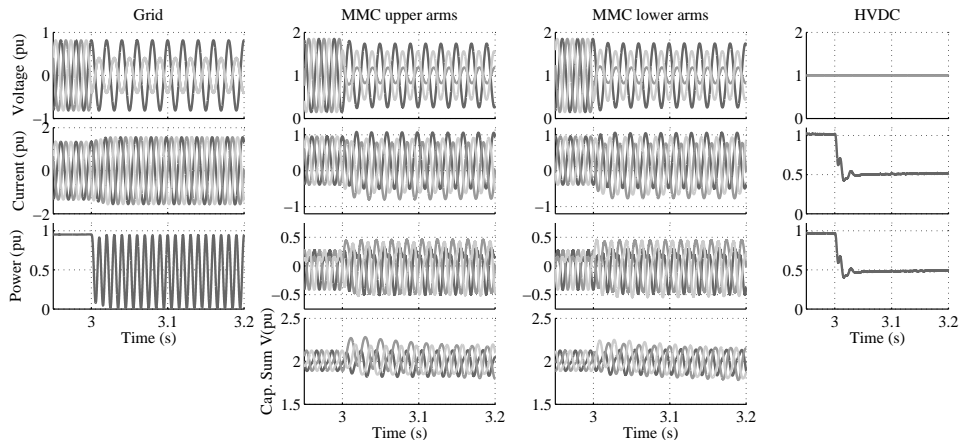 Grid
MMC upper arms
MMC lower arms
HVDC
Voltage (pu)
1
0
−1
2
1
0
2
1
0
2
1
0
Current (pu)
2
0
−2
1
0
−1
1
0
−1
1
0.5
0
Power (pu)
1
0.5
0
0.5
0
−0.5
0.5
0
−0.5
1
0.5
0
3 3.1 3.2
Time (s)
3 3.1 3.2
Time (s)
Cap. Sum V(pu)
2.5
2
1.5
2.5
2
1.5
3 3.1 3.2
Time (s)
3 3.1 3.2
Time (s)